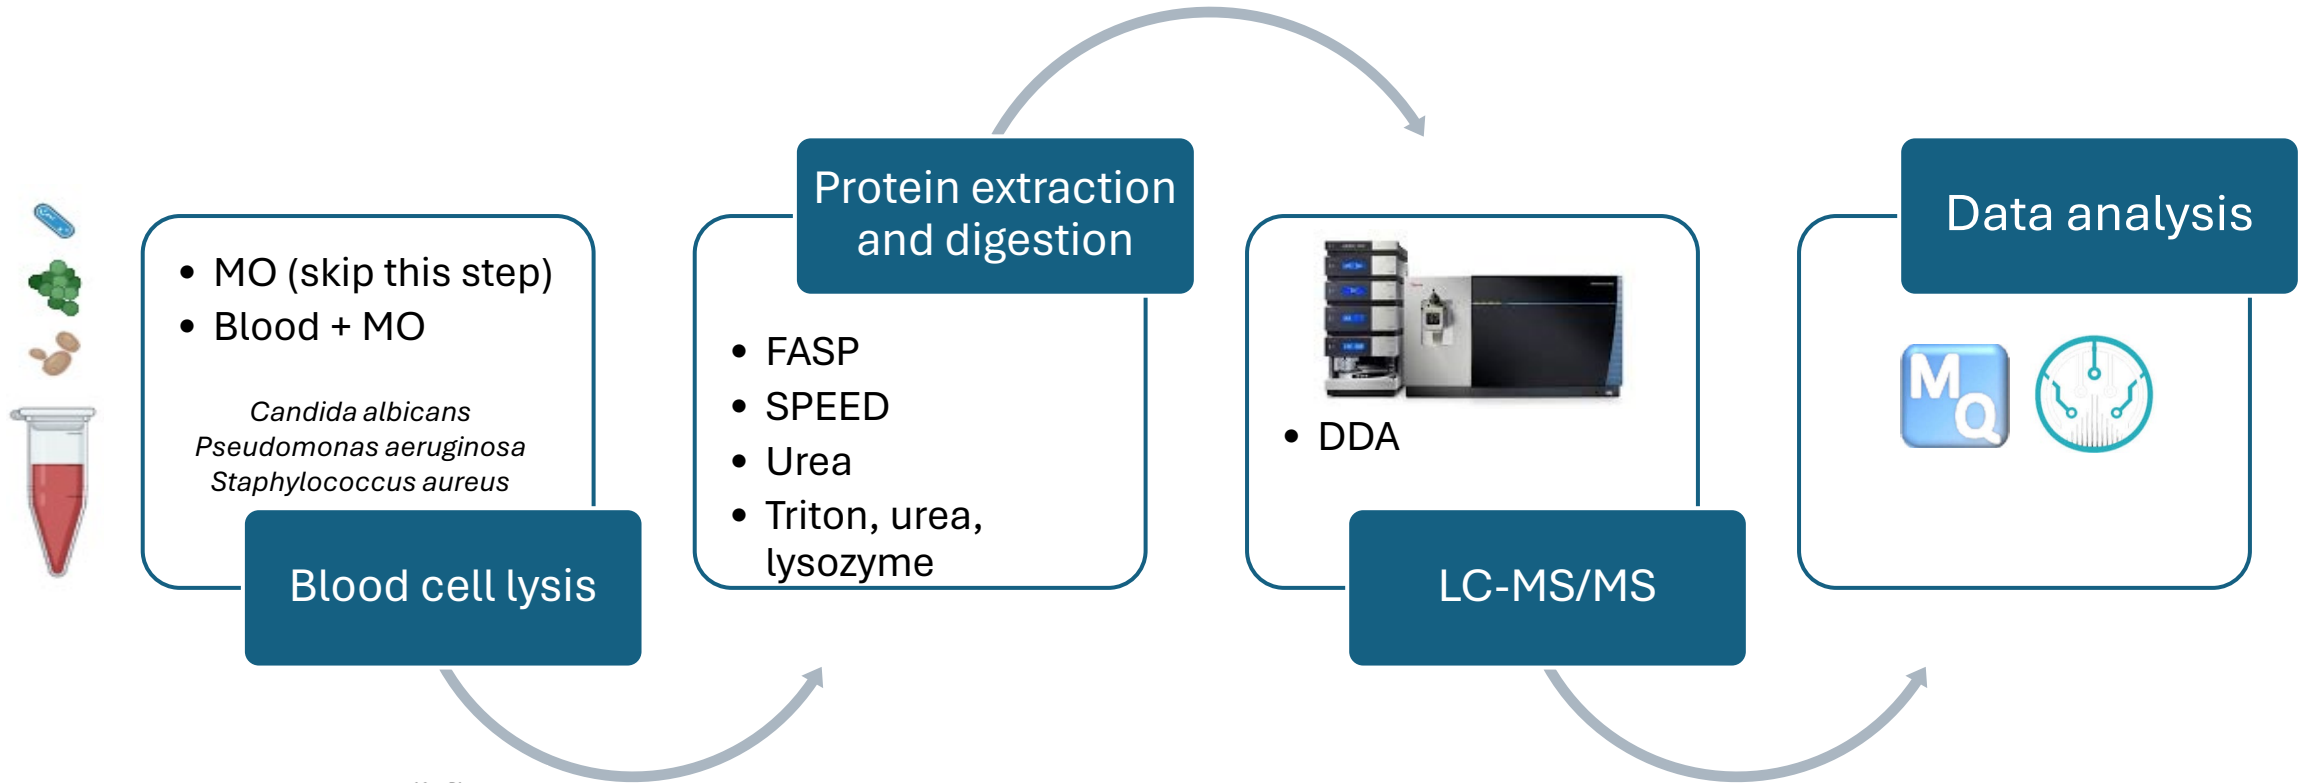 • MO (skip this step)
• Blood + MO
Candida albicans
Pseudomonas aeruginosa
Staphylococcus aureus
Blood cell lysis
Protein extraction
and digestion
• FASP
• SPEED
• Urea
• Triton, urea,
lysozyme
• DDA
LC-MS/MS
Data analysis
M
Q